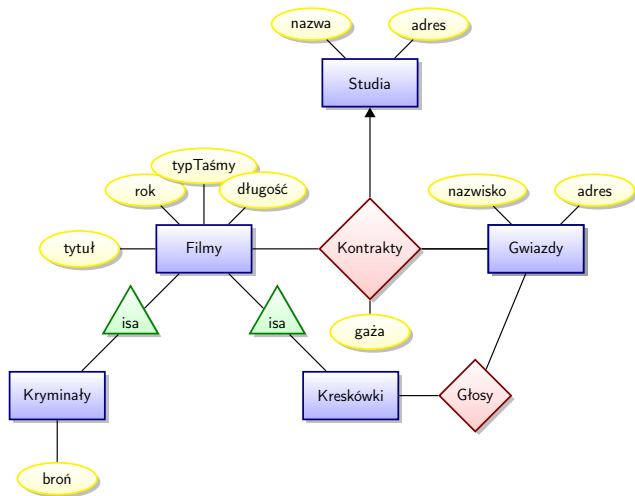 nazwa
adres
Studia
typTaśmy
rok
długość
nazwisko
adres
tytuł
Filmy
Kontrakty
Gwiazdy
isa
isa
gaża
Kryminały
Kreskówki
Głosy
broń